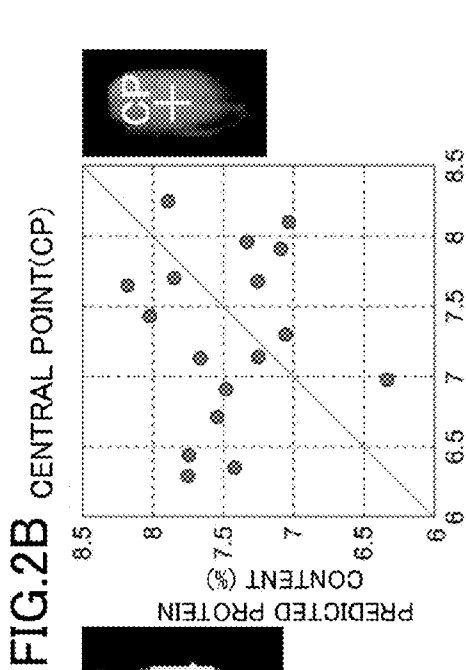 FIG.2B
CENTRAL POINT(CP)
PREDICTED PROTEIN
CONTENT (%)
8.5
8
7.5
7
6.5
6
6
6.5
7
7.5
8
8.5
CP